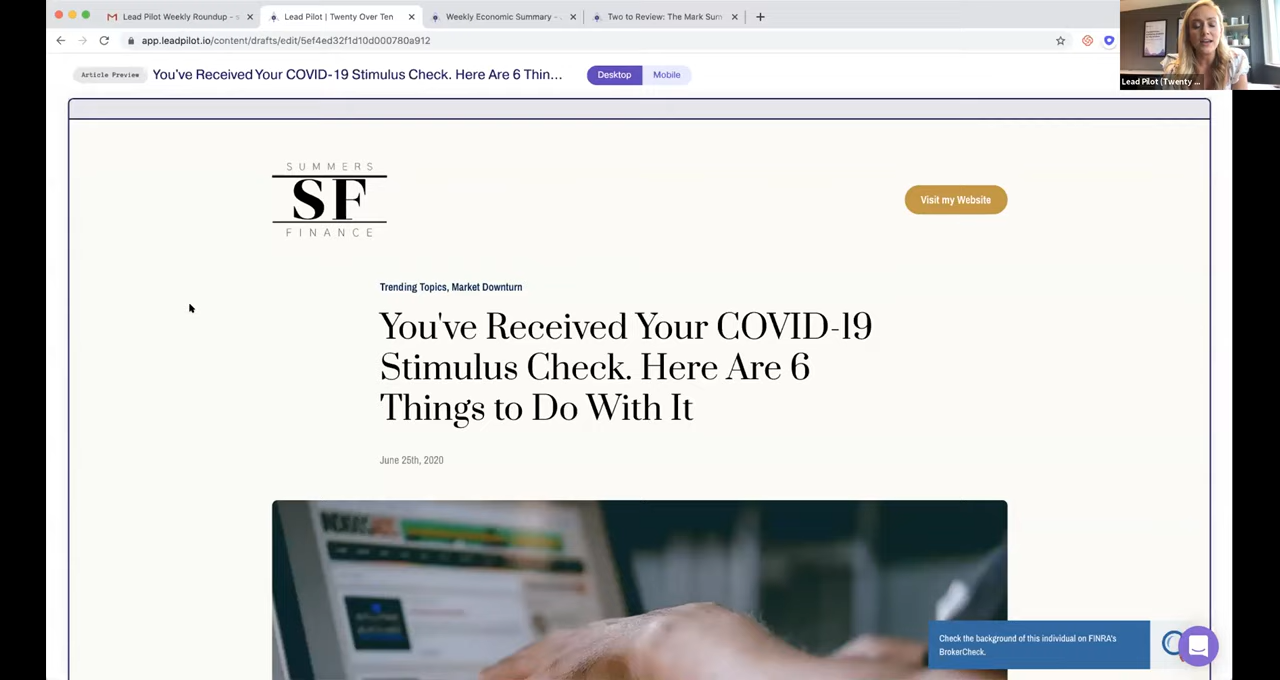 Lead Pilot Weekly Roundup - s
Lead Pilot | Twenty Over Ten
Weekly Economic Summary -
Two to Review: The Mark Sum
app.leadpilot.io/content/drafts/edit/5ef4ed32f1d10d000780a912
Article Preview
You've Received Your COVID-19 Stimulus Check. Here Are 6 Thin...
Desktop
Mobile
Lead Pilot (Twenty ...
SUMMERS
SF
FINANCE
Visit my Website
Trending Topics, Market Downturn
You've Received Your COVID-19
Stimulus Check. Here Are 6
Things to Do With It
June 25th, 2020
Check the background of this individual on FINRA's
BrokerCheck.